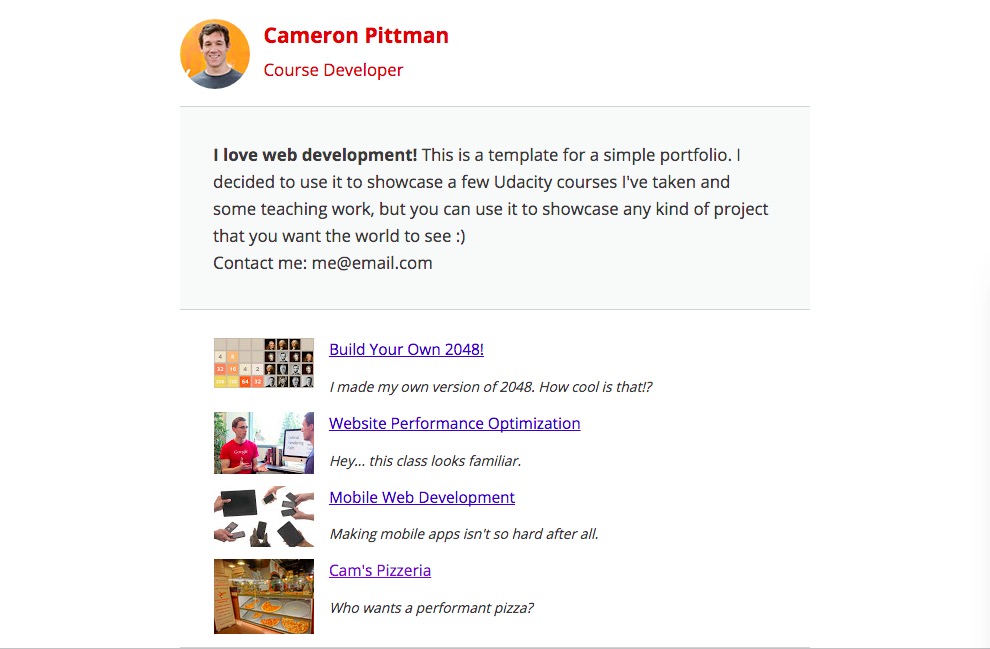 Cameron Pittman
Course Developer
I love web development! This is a template for a simple portfolio. I
decided to use it to showcase a few Udacity courses I've taken and
some teaching work, but you can use it to showcase any kind of project
that you want the world to see :)
Contact me: me@email.com
Build Your Own 2048!
I made my own version of 2048. How cool is that!?
Website Performance Optimization
Hey... this class looks familiar.
Mobile Web Development
Making mobile apps isn't so hard after all.
Cam's Pizzeria
Who wants a performant pizza?